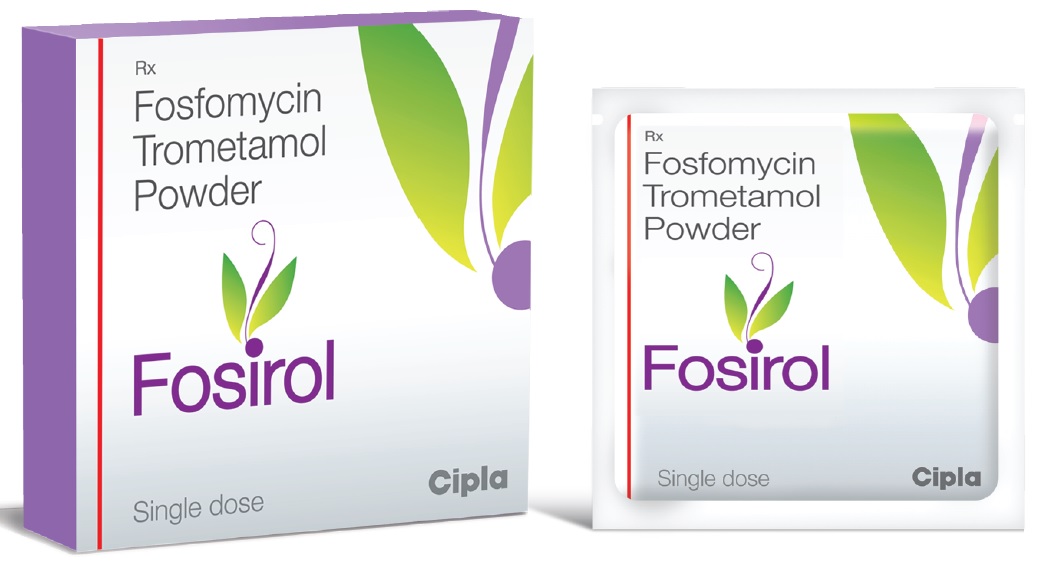 Rx
Fosfomycin
Trometamol
Powder
Fosirol
Single dose
Cipla
Rx
Fosfomycin
Trometamol
Powder
Fosirol
Single dose
Cipla